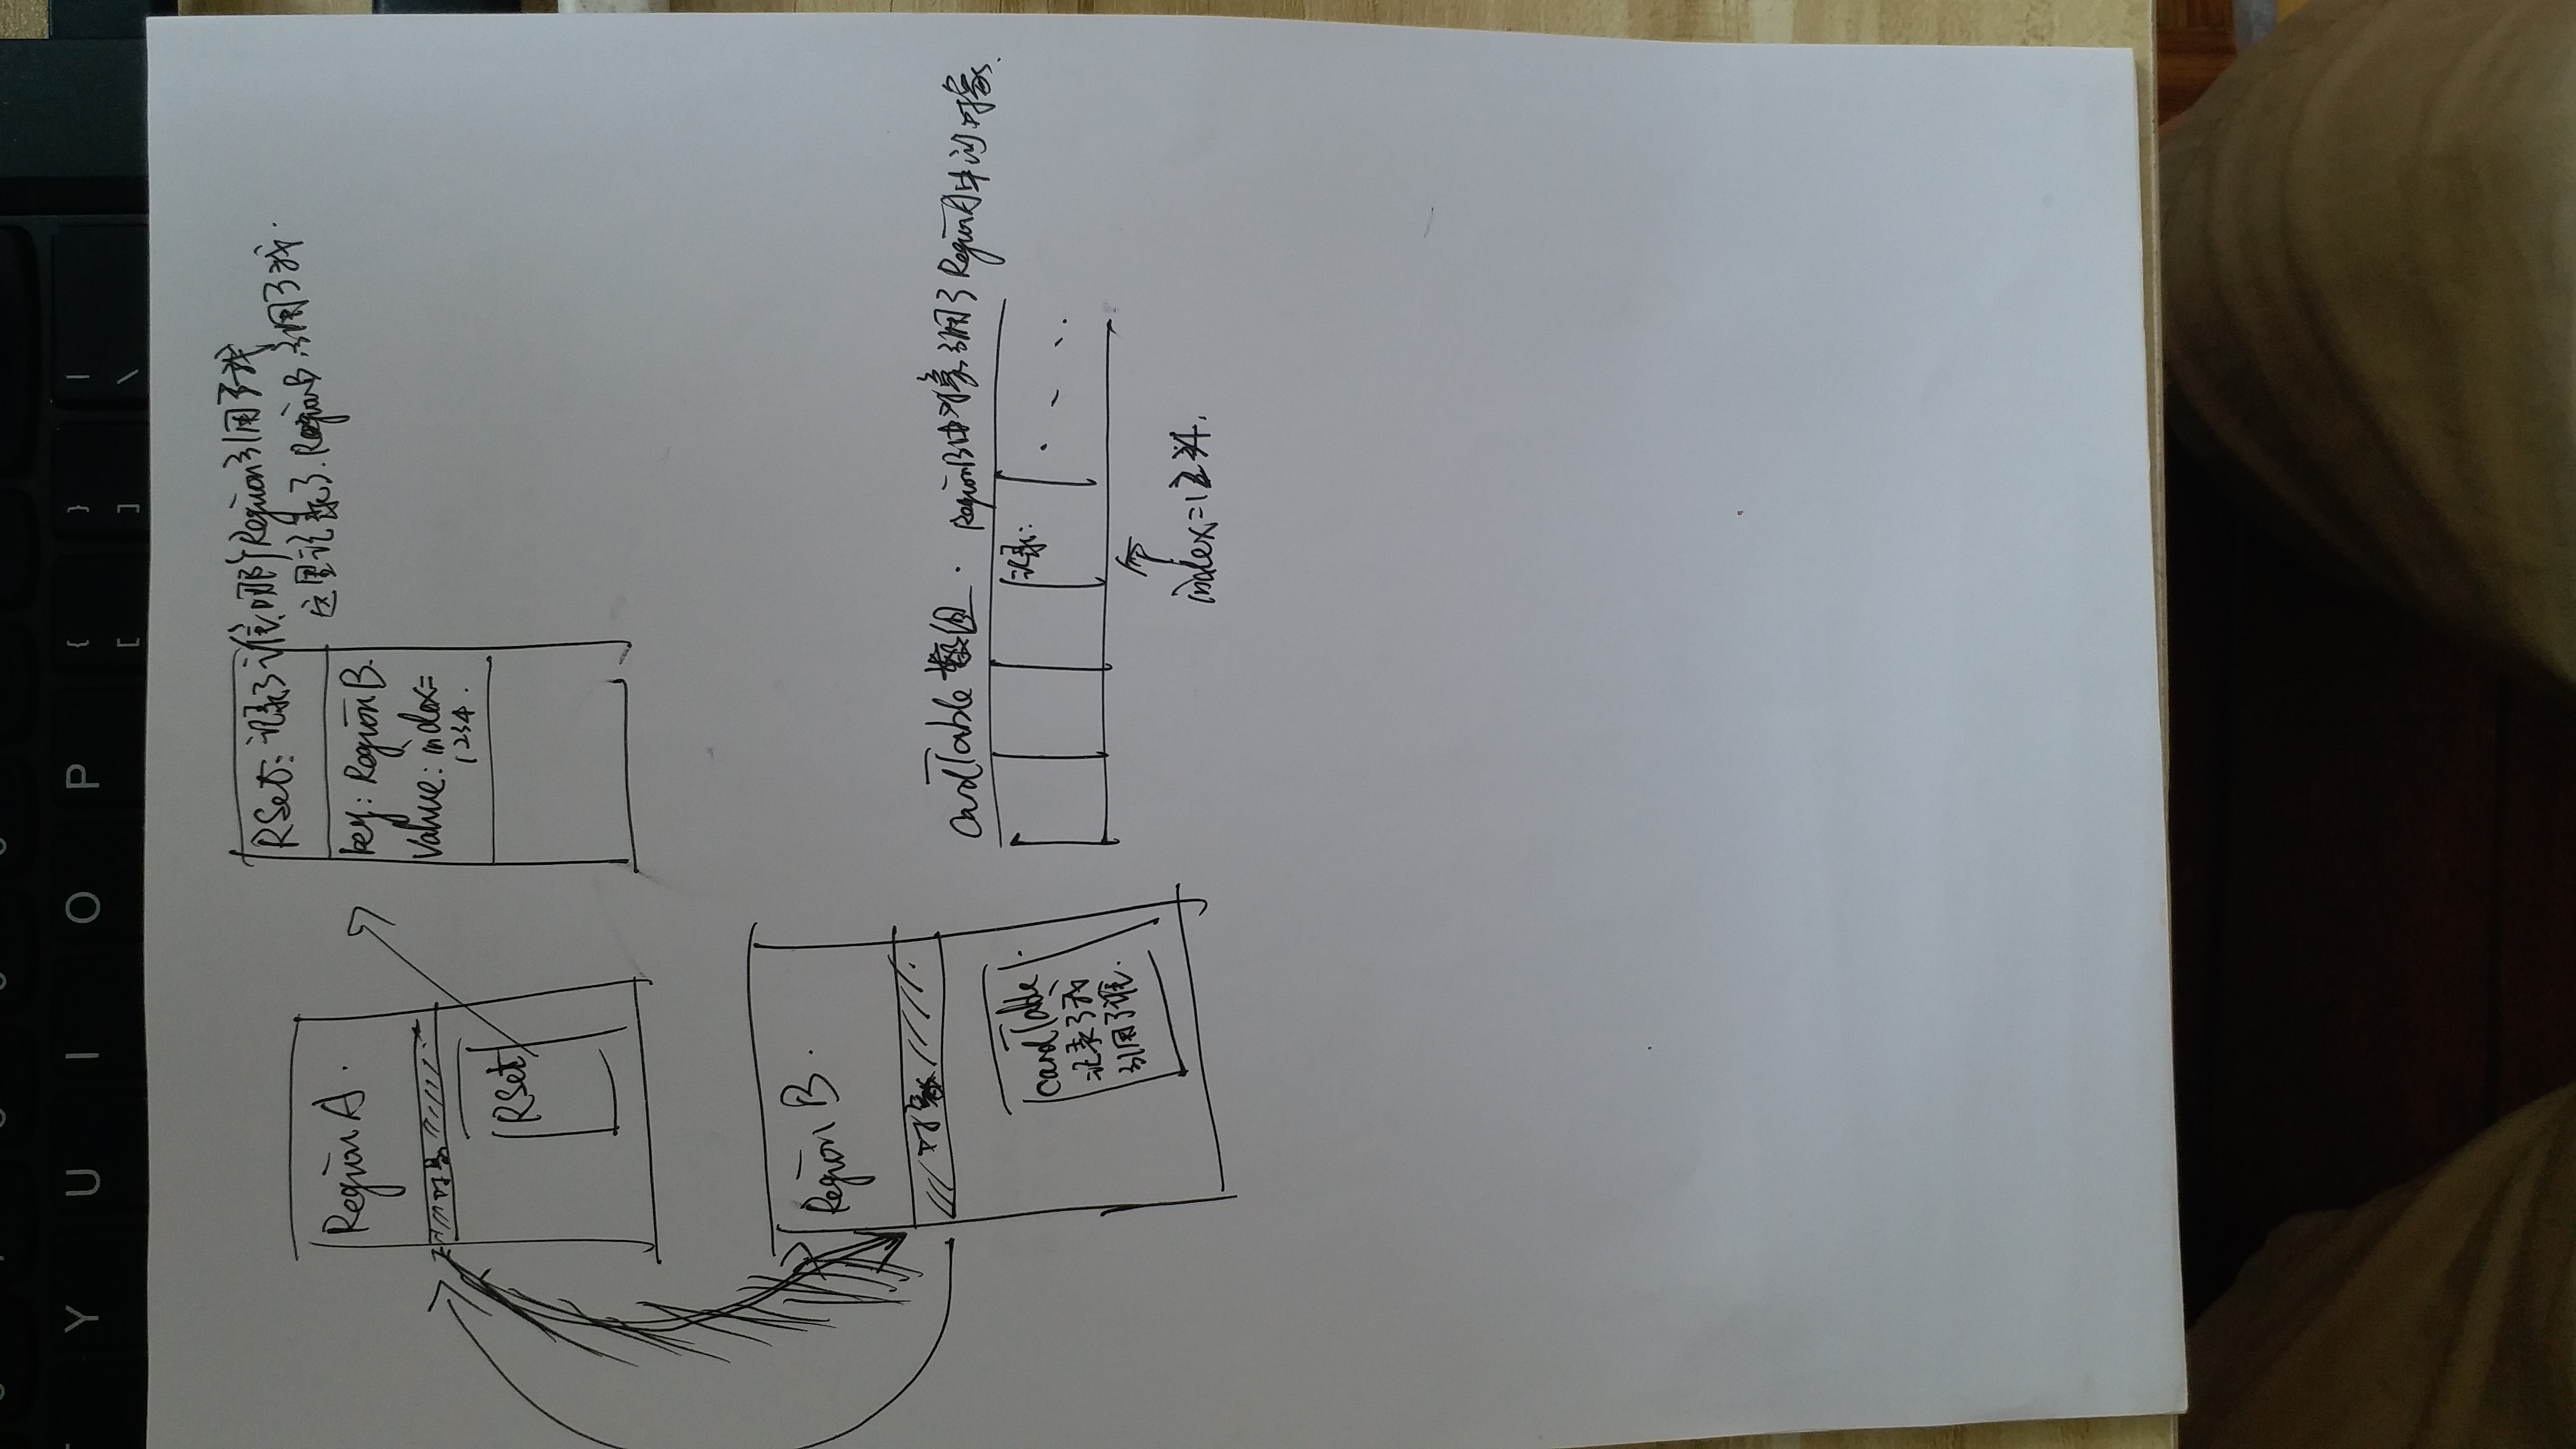 Y U I O P { [ } ] | \
RSet: 记录了谁,哪个Region引用了我
这里记录了.RegionB.引用了我.
Region A.
key: Region B.
Value: index=
1234.
对象
RSet
Region B.
对象
CardTable 数组. RegionB中对象引用了RegionA中的对象.
CardTable
记录了我
引用了谁.
记录:
index=1234.